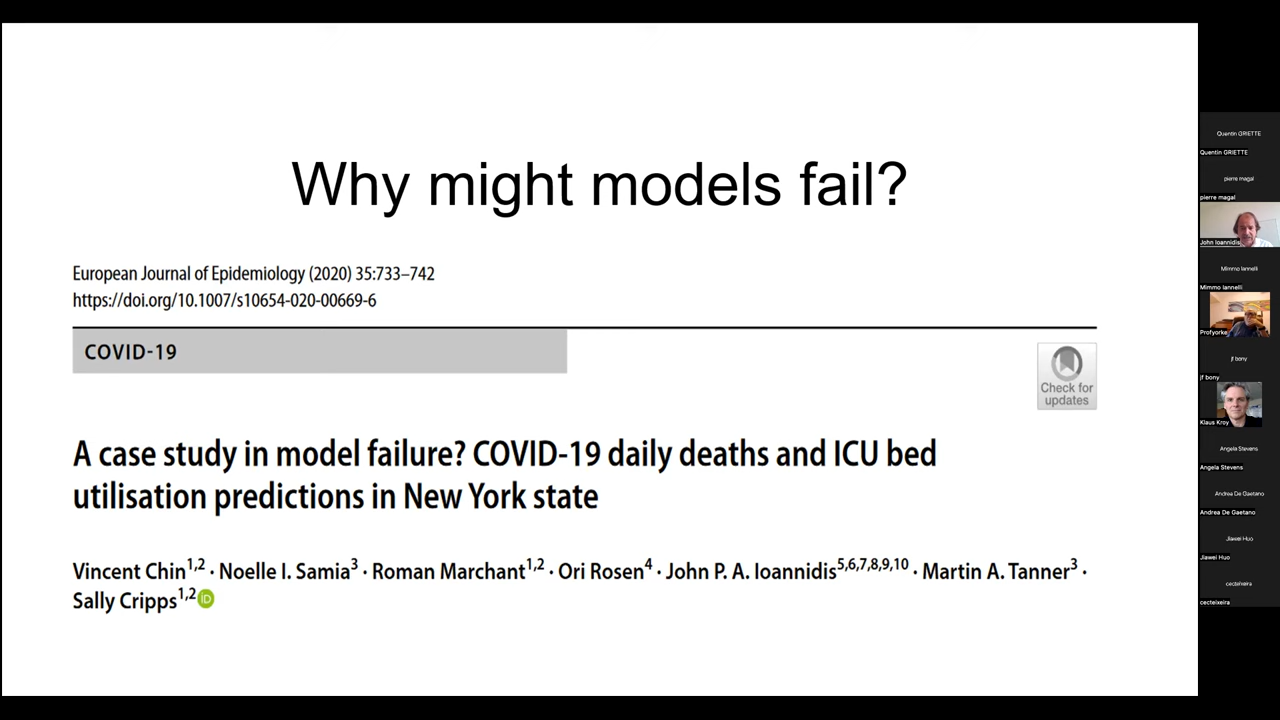 Why might models fail?
European Journal of Epidemiology (2020) 35:733–742
https://doi.org/10.1007/s10654-020-00669-6
COVID-19
Check for
updates
A case study in model failure? COVID-19 daily deaths and ICU bed
utilisation predictions in New York state
Vincent Chin1,2 · Noelle I. Samia3 · Roman Marchant1,2 · Ori Rosen4 · John P. A. Ioannidis5,6,7,8,9,10 · Martin A. Tanner3 ·
Sally Cripps1,2 iD
Quentin GRIETTE
Quentin GRIETTE
pierre magal
pierre magal
John Ioannidis
Mimmo Iannelli
Mimmo Iannelli
Profyorke
jf bony
jf bony
Klaus Kroy
Angela Stevens
Angela Stevens
Andrea De Gaetano
Andrea De Gaetano
Jiawei Huo
Jiawei Huo
cecteixeira
cecteixeira